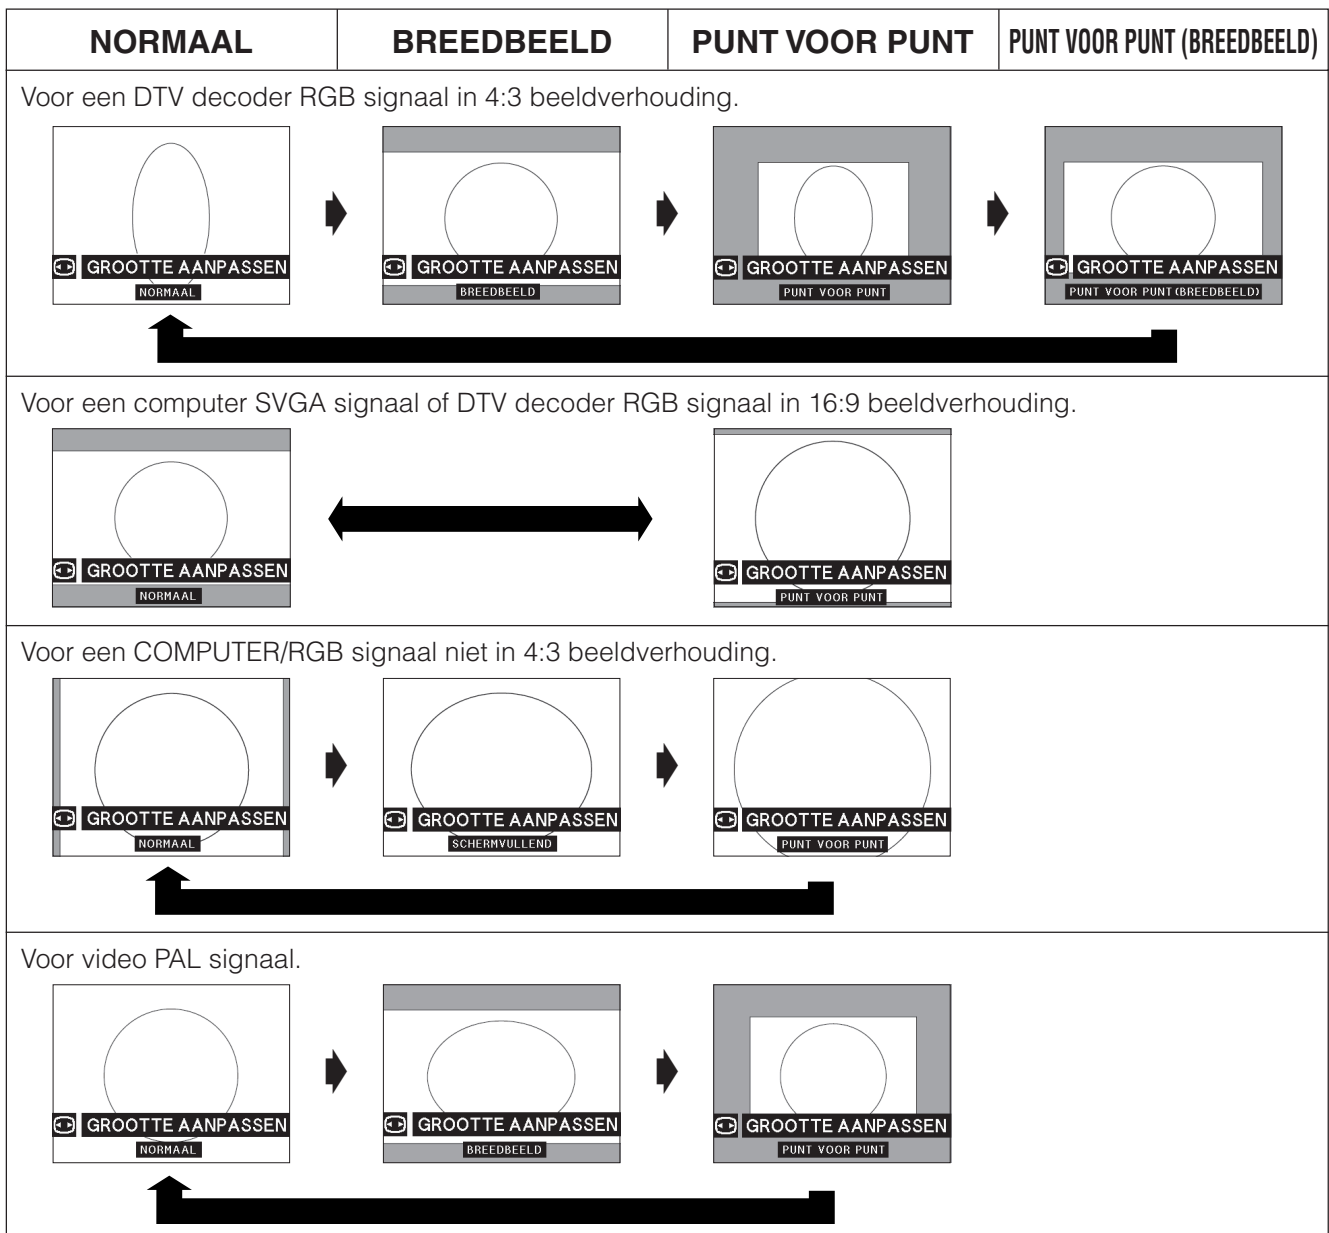 NORMAAL BREEDBEELD PUNT VOOR PUNT PUNT VOOR PUNT (BREEDBEELD)
Voor een DTV decoder RGB signaal in 4:3 beeldverhouding.
GROOTTE AANPASSEN GROOTTE AANPASSEN GROOTTE AANPASSEN GROOTTE AANPASSEN
NORMAAL BREEDBEELD PUNT VOOR PUNT PUNT VOOR PUNT (BREEDBEELD)
Voor een computer SVGA signaal of DTV decoder RGB signaal in 16:9 beeldverhouding.
GROOTTE AANPASSEN GROOTTE AANPASSEN
NORMAAL PUNT VOOR PUNT
Voor een COMPUTER/RGB signaal niet in 4:3 beeldverhouding.
GROOTTE AANPASSEN GROOTTE AANPASSEN GROOTTE AANPASSEN
NORMAAL SCHERMVULLEND PUNT VOOR PUNT
Voor video PAL signaal.
GROOTTE AANPASSEN GROOTTE AANPASSEN GROOTTE AANPASSEN
NORMAAL BREEDBEELD PUNT VOOR PUNT